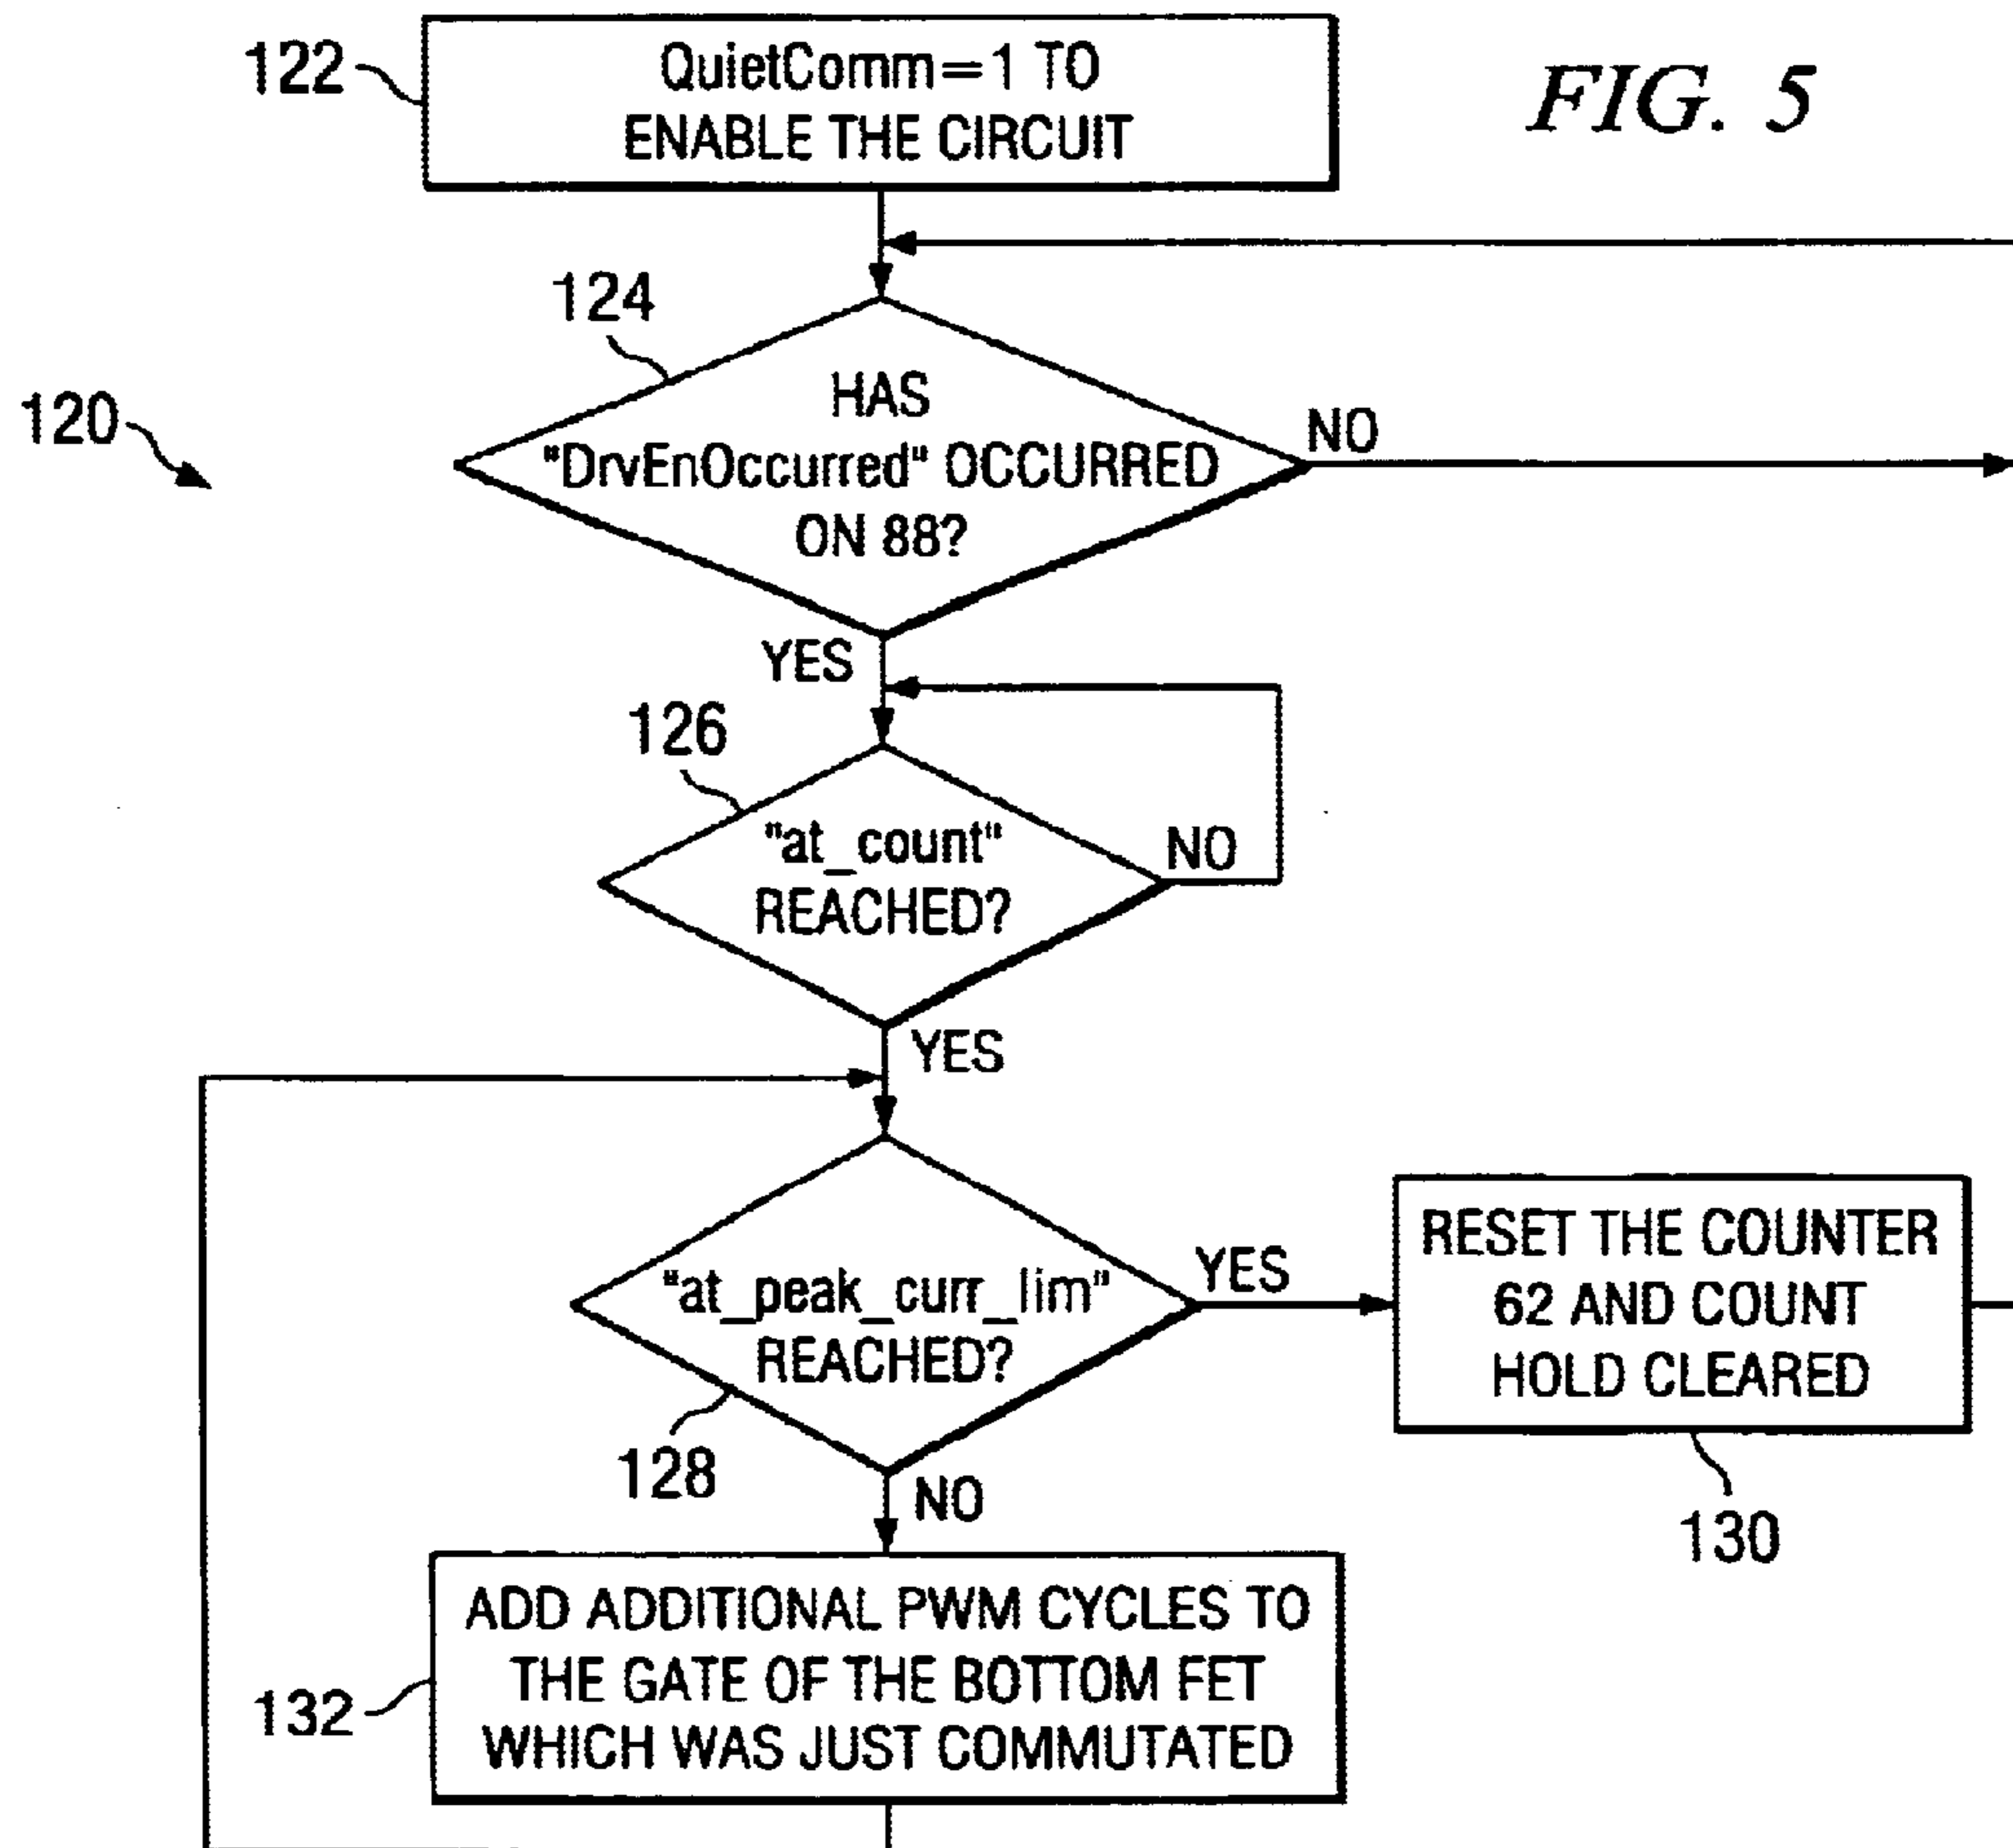 122
QuietComm=1 TO
ENABLE THE CIRCUIT
FIG. 5
124
120
HAS
"DrvEnOccurred" OCCURRED
ON 88?
NO
YES
126
"at_count"
REACHED?
NO
YES
"at_peak_curr_lim"
REACHED?
YES
RESET THE COUNTER
62 AND COUNT
HOLD CLEARED
128
NO
130
ADD ADDITIONAL PWM CYCLES TO
THE GATE OF THE BOTTOM FET
WHICH WAS JUST COMMUTATED
132